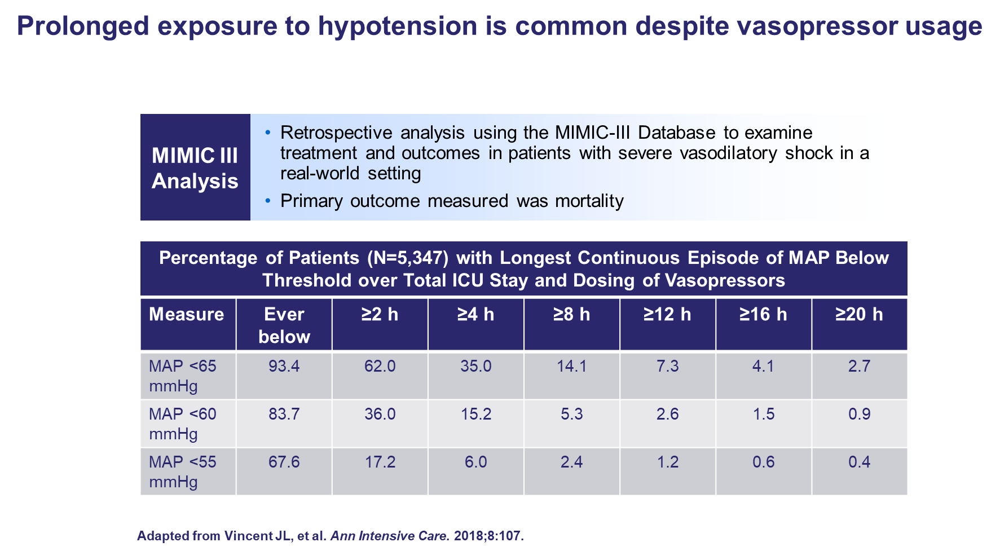 Prolonged exposure to hypotension is common despite vasopressor usage
MIMIC III
Analysis
• Retrospective analysis using the MIMIC-III Database to examine
treatment and outcomes in patients with severe vasodilatory shock in a
real-world setting
• Primary outcome measured was mortality
Percentage of Patients (N=5,347) with Longest Continuous Episode of MAP Below
Threshold over Total ICU Stay and Dosing of Vasopressors
Measure Ever below ≥2 h ≥4 h ≥8 h ≥12 h ≥16 h ≥20 h
MAP <65 mmHg 93.4 62.0 35.0 14.1 7.3 4.1 2.7
MAP <60 mmHg 83.7 36.0 15.2 5.3 2.6 1.5 0.9
MAP <55 mmHg 67.6 17.2 6.0 2.4 1.2 0.6 0.4
Adapted from Vincent JL, et al. Ann Intensive Care. 2018;8:107.